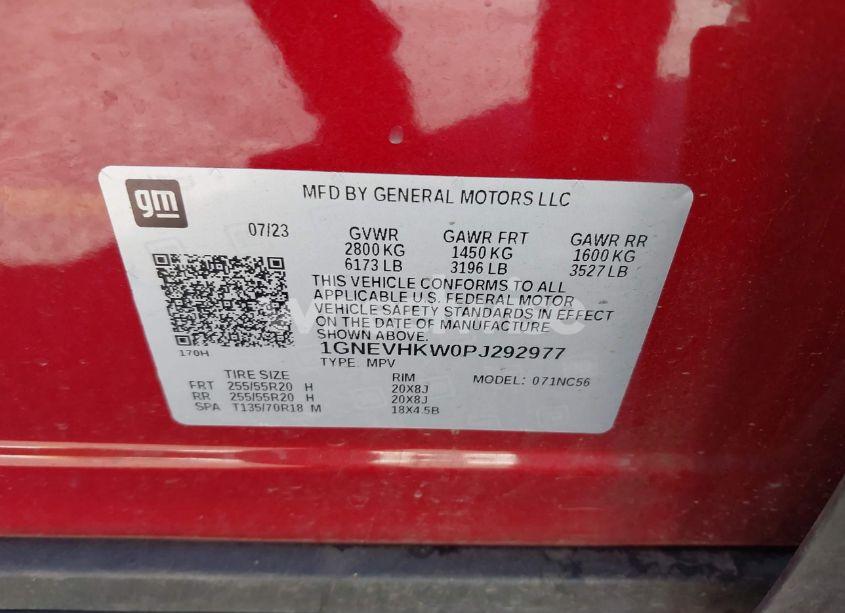 gm
MFD BY GENERAL MOTORS LLC
07/23 GVWR GAWR FRT GAWR RR
2800 KG 1450 KG 1600 KG
6173 LB 3196 LB 3527 LB
THIS VEHICLE CONFORMS TO ALL
APPLICABLE U.S. FEDERAL MOTOR
VEHICLE SAFETY STANDARDS IN EFFECT
ON THE DATE OF MANUFACTURE
SHOWN ABOVE.
170H 1GNEVHKW0PJ292977
TYPE: MPV
TIRE SIZE RIM MODEL: 071NC56
FRT 255/55R20 H 20X8J
RR 255/55R20 H 20X8J
SPA T135/70R18 M 18X4.5B